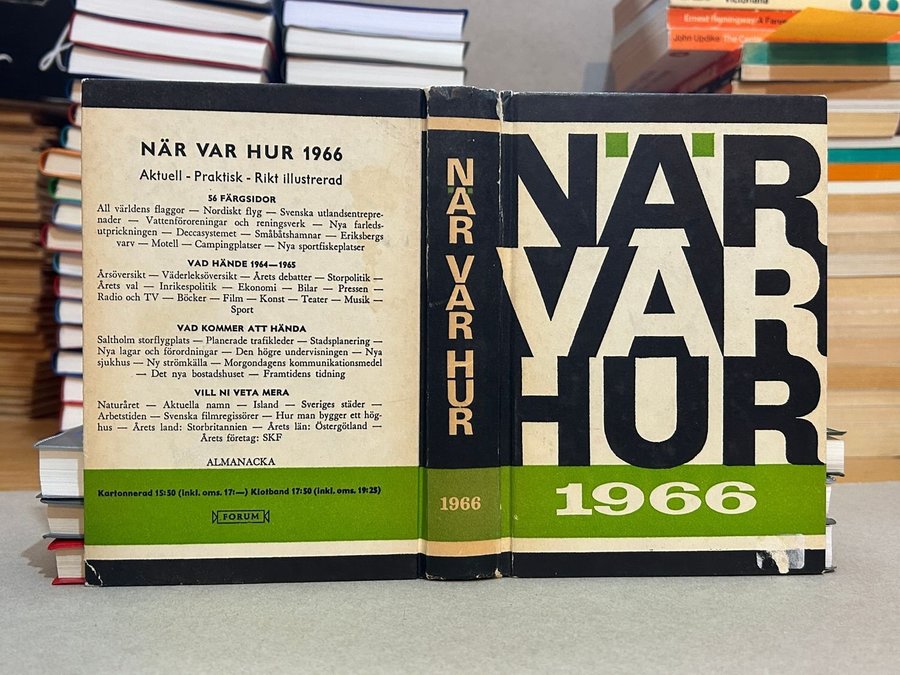 NÄR VAR HUR 1966
Aktuell - Praktisk - Rikt illustrerad
56 FÄRGSIDOR
All världens flaggor — Nordiskt flyg — Svenska utlandsentrepre-
nader — Vattenföroreningar och reningsverk — Nya farleds-
utprickningen — Deccasystemet — Småbåtshamnar — Eriksbergs
varv — Motell — Campingplatser — Nya sportfiskeplatser
VAD HÄNDE 1964—1965
Årsöversikt — Väderleksöversikt — Årets debatter — Storpolitik —
Årets val — Inrikespolitik — Ekonomi — Bilar — Pressen —
Radio och TV — Böcker — Film — Konst — Teater — Musik —
Sport
VAD KOMMER ATT HÄNDA
Saltholm storflygplats — Planerade trafikleder — Stadsplanering —
Nya lagar och förordningar — Den högre undervisningen — Nya
sjukhus — Ny strömkälla — Morgondagens kommunikationsmedel
— Det nya bostadshuset — Framtidens tidning
VILL NI VETA MERA
Naturåret — Aktuella namn — Island — Sveriges städer —
Arbetstiden — Svenska filmregissörer — Hur man bygger ett hög-
hus — Årets land: Storbritannien — Årets län: Östergötland —
Årets företag: SKF
ALMANACKA
Kartonnerad 15:50 (inkl. oms. 17:—) Klotband 17:50 (inkl. oms. 19:25)
FORUM
NÄR VAR HUR
1966
NÄR
VAR
HUR
1966
Ernest Hemingway A Farew
John Updike The Cent